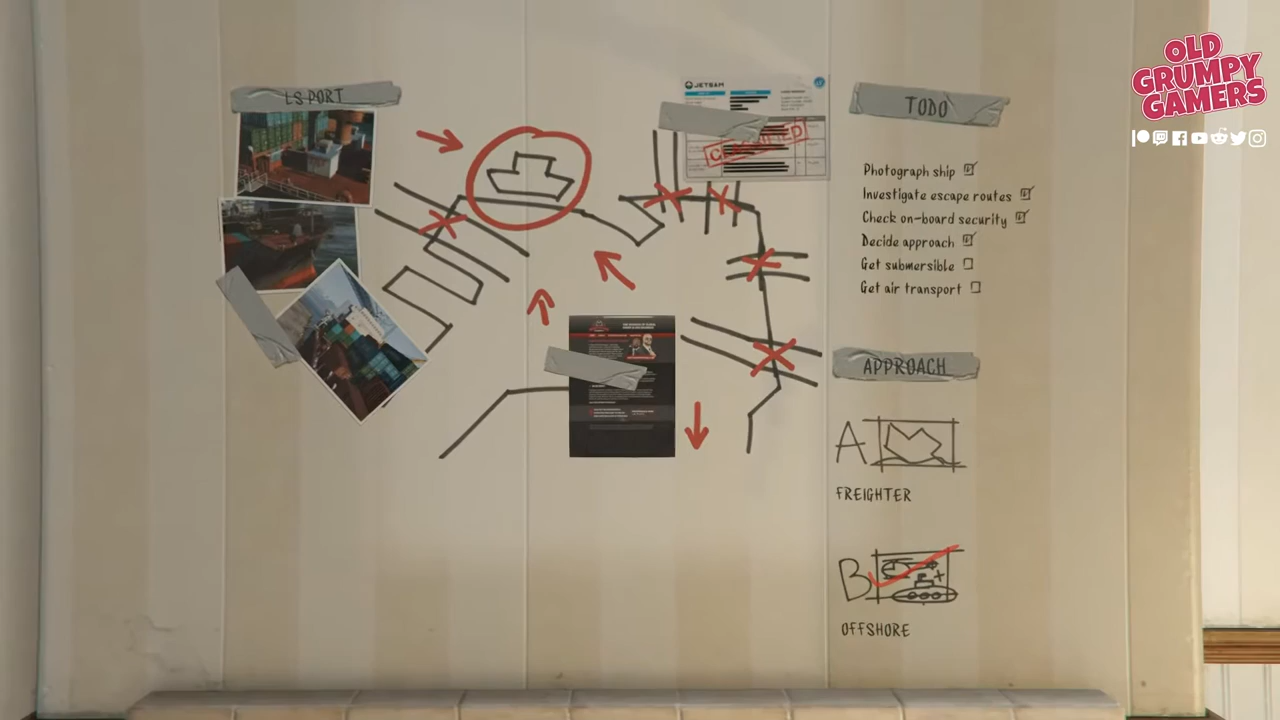 LS PORT
JETSAM
CLASSIFIED
TODO
Photograph ship
Investigate escape routes
Check on-board security
Decide approach
Get submersible
Get air transport
APPROACH
A
FREIGHTER
B
OFFSHORE
OLD
GRUMPY
GAMERS